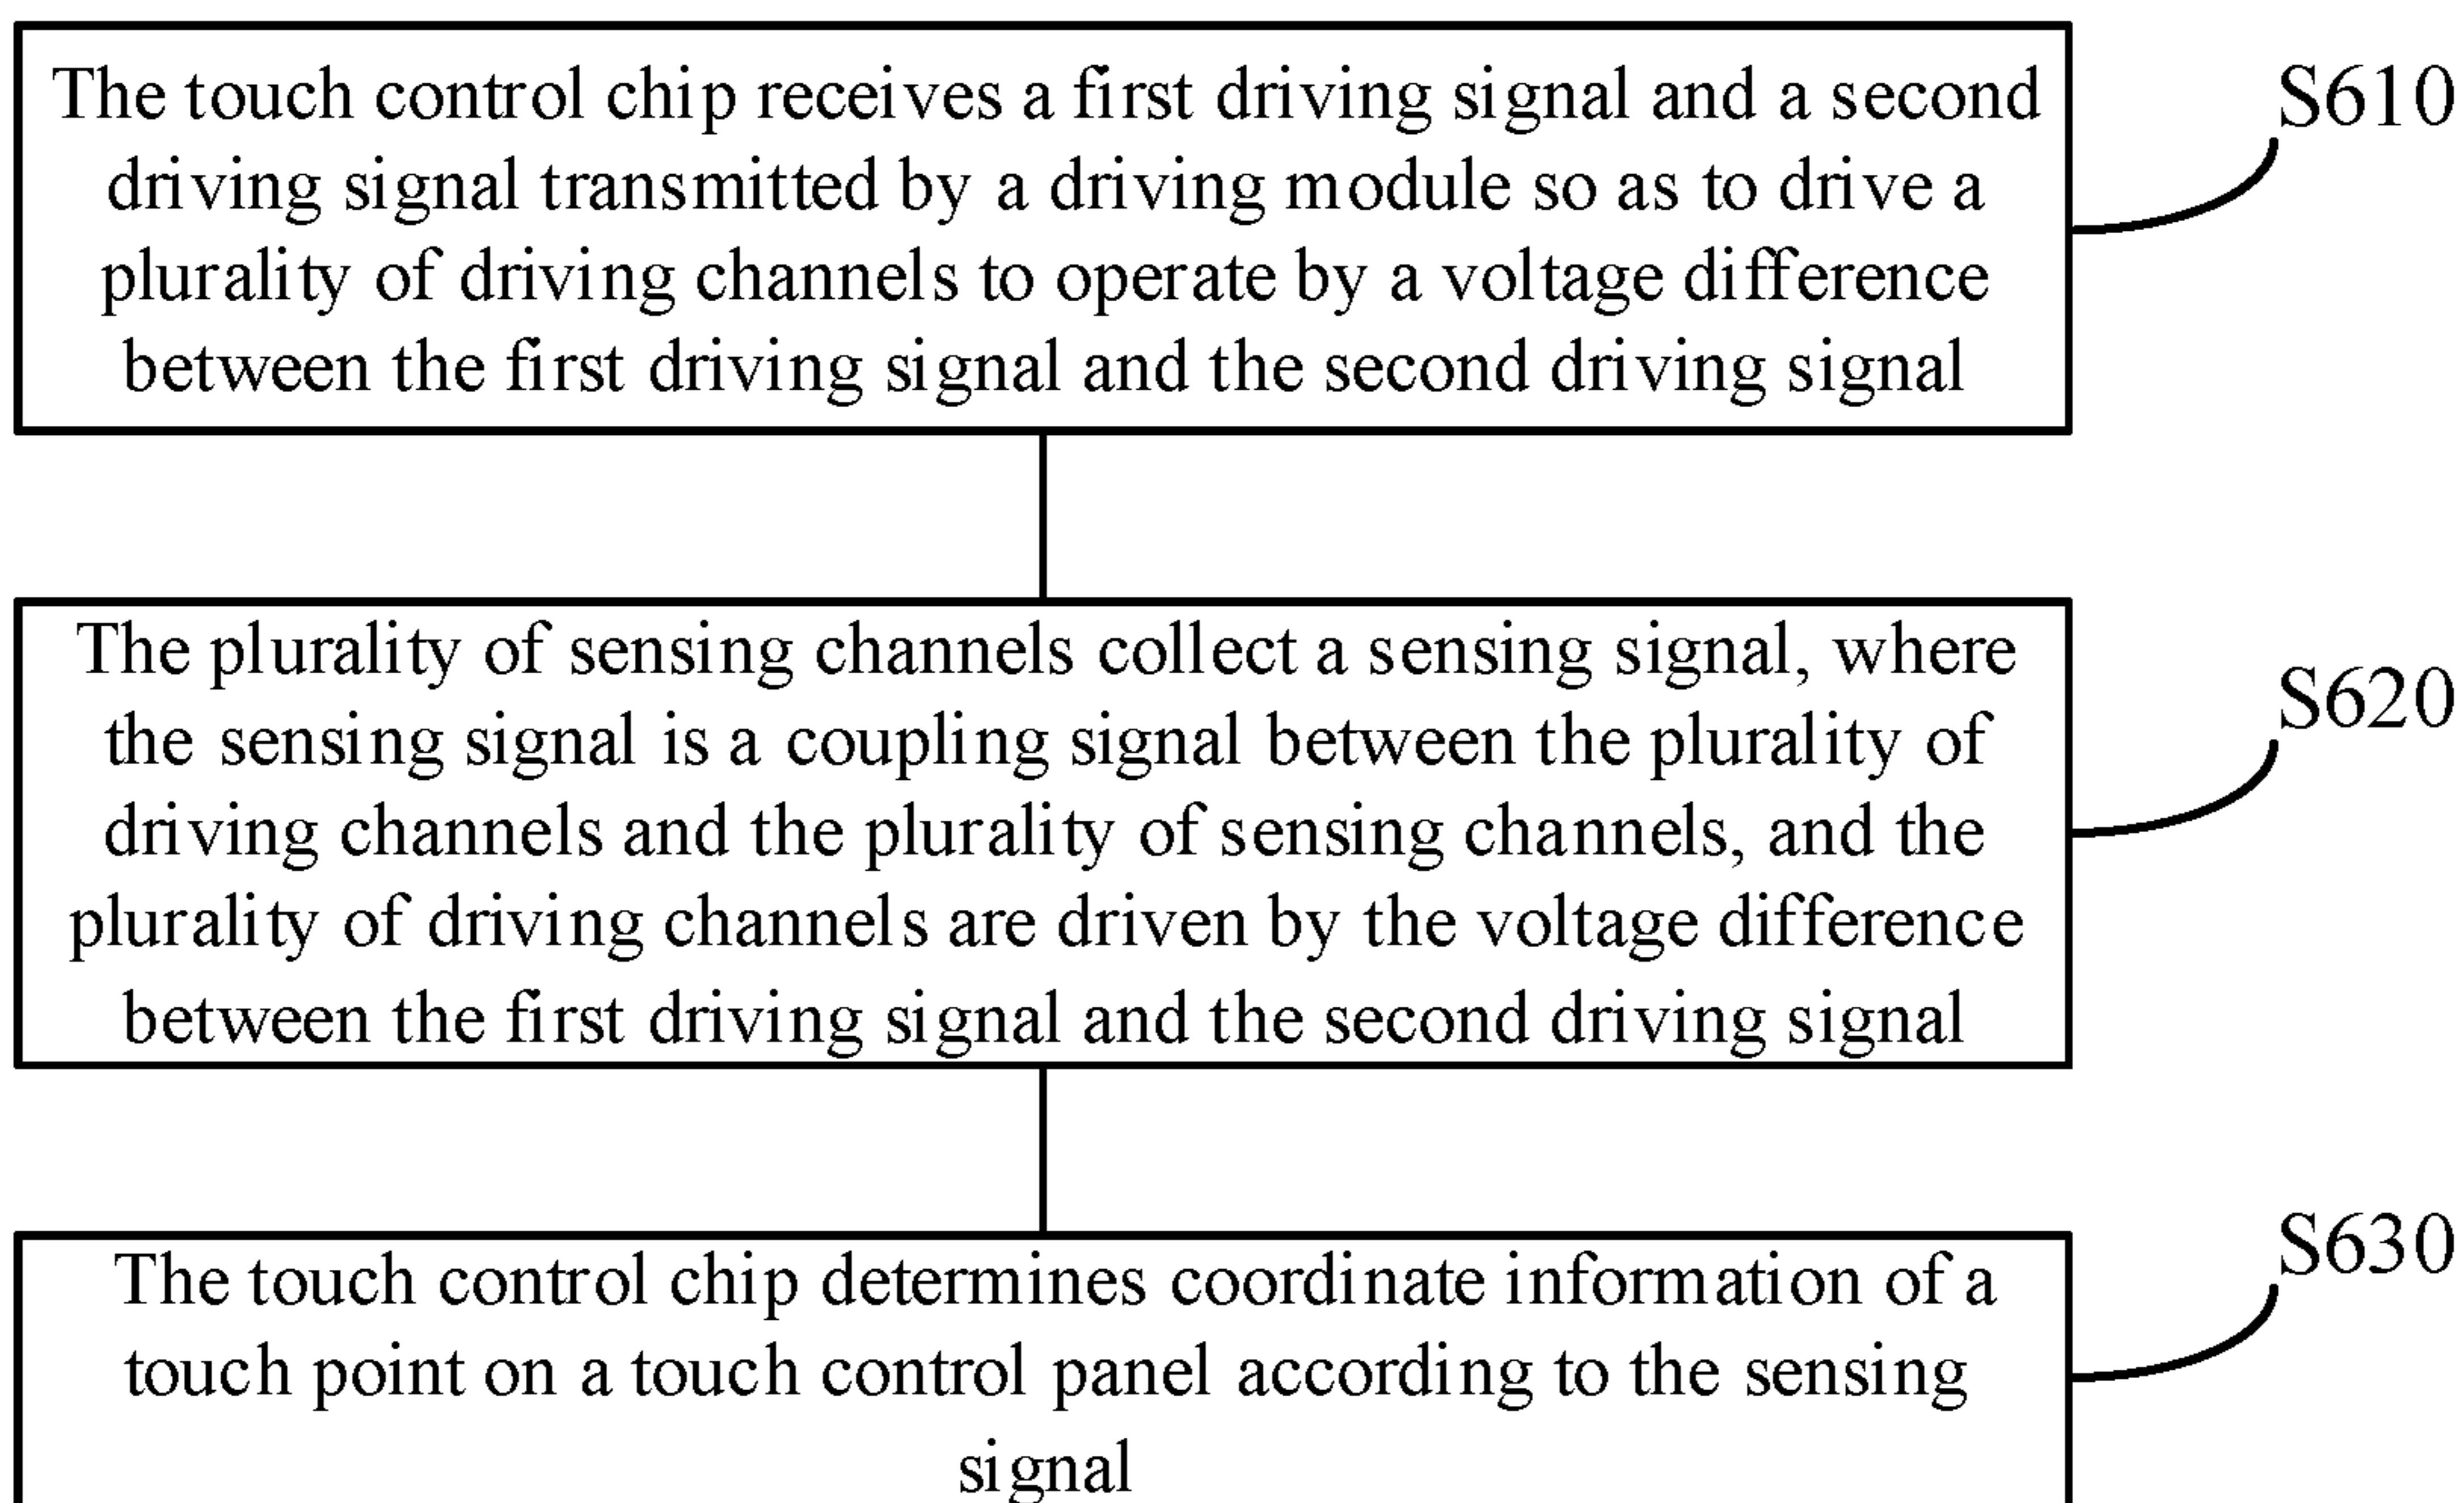 The touch control chip receives a first driving signal and a second
driving signal transmitted by a driving module so as to drive a
plurality of driving channels to operate by a voltage difference
between the first driving signal and the second driving signal
S610
The plurality of sensing channels collect a sensing signal, where
the sensing signal is a coupling signal between the plurality of
driving channels and the plurality of sensing channels, and the
plurality of driving channels are driven by the voltage difference
between the first driving signal and the second driving signal
S620
The touch control chip determines coordinate information of a
touch point on a touch control panel according to the sensing
signal
S630